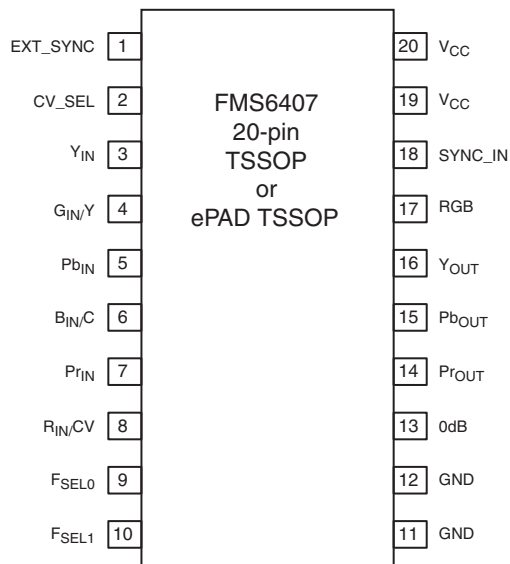 EXT_SYNC 1
CV_SEL 2
YIN 3
GIN/Y 4
PbIN 5
BIN/C 6
PrIN 7
RIN/CV 8
FSEL0 9
FSEL1 10
FMS6407
20-pin
TSSOP
or
ePAD TSSOP
20 VCC
19 VCC
18 SYNC_IN
17 RGB
16 YOUT
15 PbOUT
14 PrOUT
13 0dB
12 GND
11 GND